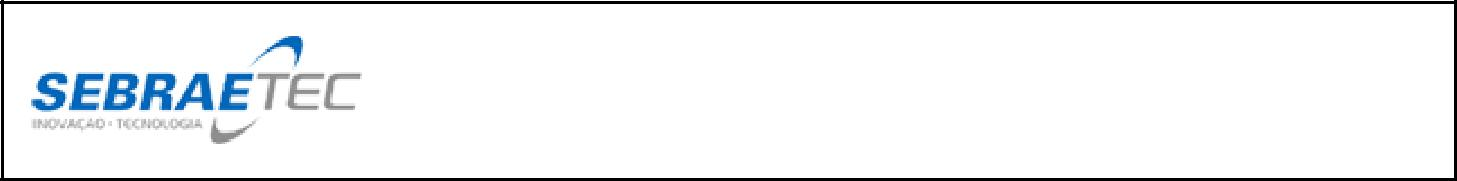 SEBRAETEC
INOVAÇÃO · TECNOLOGIA